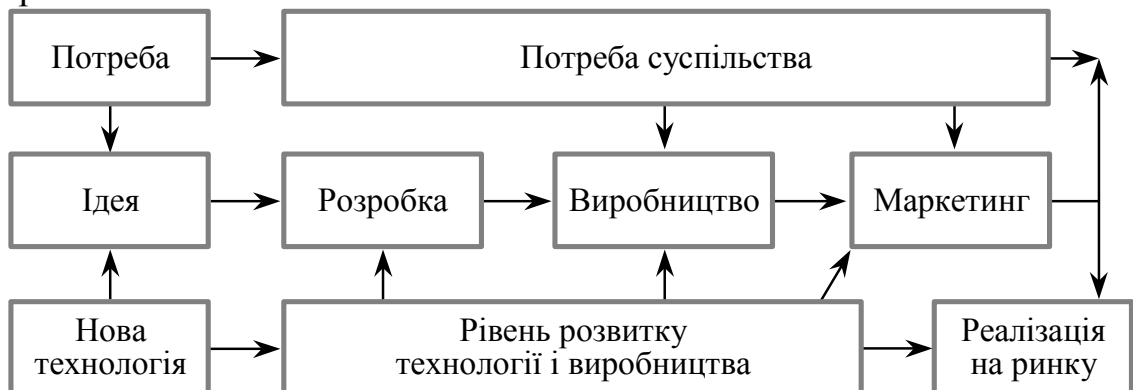 Потреба
Потреба суспільства
Ідея
Розробка
Виробництво
Маркетинг
Нова
технологія
Рівень розвитку
технології і виробництва
Реалізація
на ринку